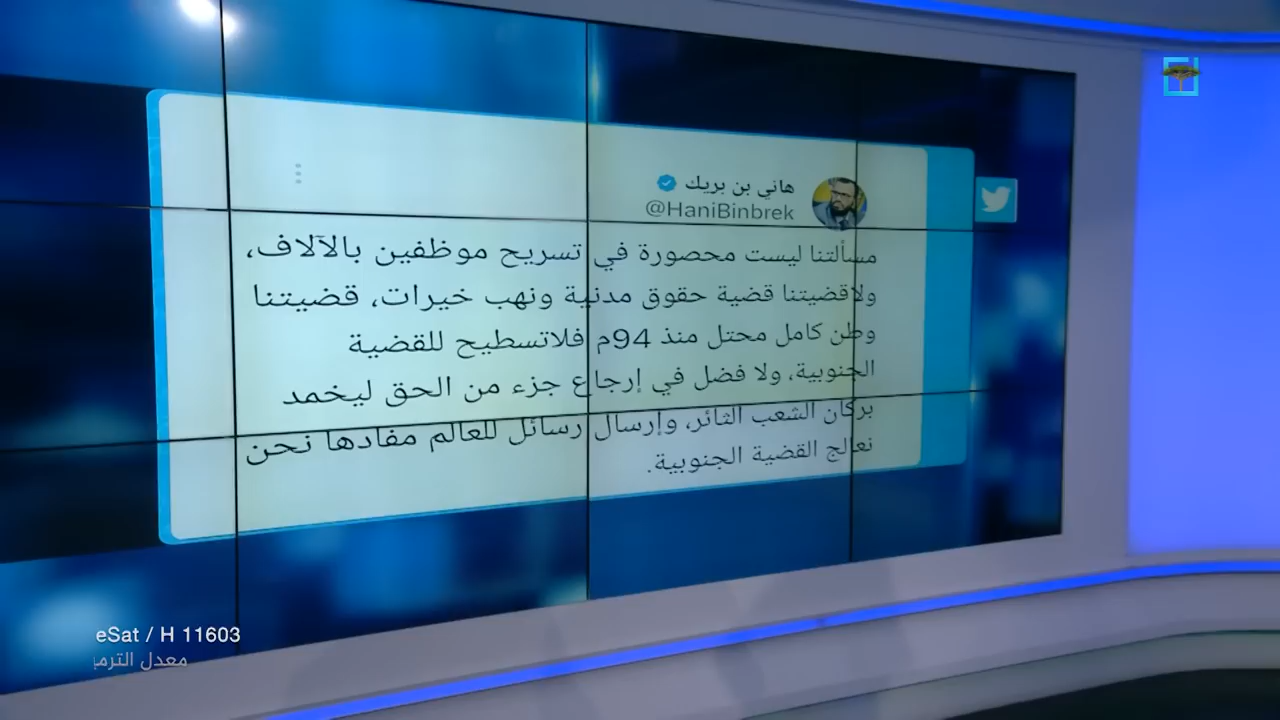 هاني بن بريك
@HaniBinbrek
مسألتنا ليست محصورة في تسريح موظفين بالآلاف،
ولاقضيتنا قضية حقوق مدنية ونهب خيرات، قضيتنا
وطن كامل محتل منذ 94م فلاتسطيح للقضية
الجنوبية، ولا فضل في إرجاع جزء من الحق ليخمد
بركان الشعب الثائر، وإرسال رسائل للعالم مفادها نحن
نعالج القضية الجنوبية.
eSat / H 11603
معدل